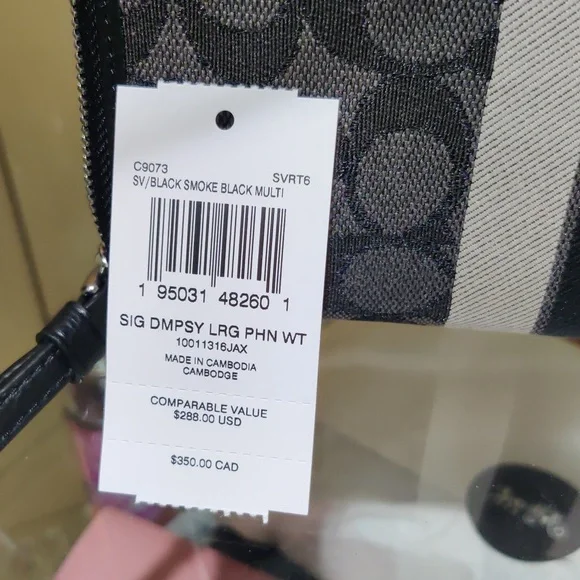 C9073 SVRT6
SV/BLACK SMOKE BLACK MULTI
1 95031 48260 1
SIG DMPSY LRG PHN WT
10011316JAX
MADE IN CAMBODIA
CAMBODGE
COMPARABLE VALUE
$288.00 USD
$350.00 CAD